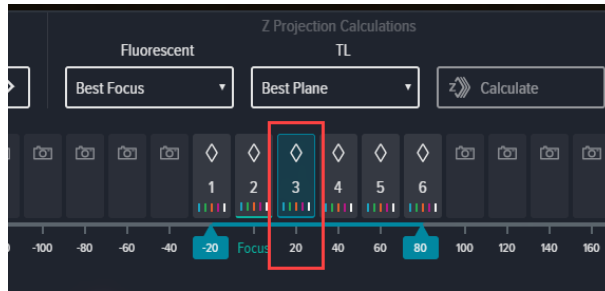 Z Projection Calculations
Fluorescent TL
Best Focus Best Plane Calculate
1 2 3 4 5 6
-100 -80 -60 -40 -20 Focus 20 40 60 80 100 120 140 160